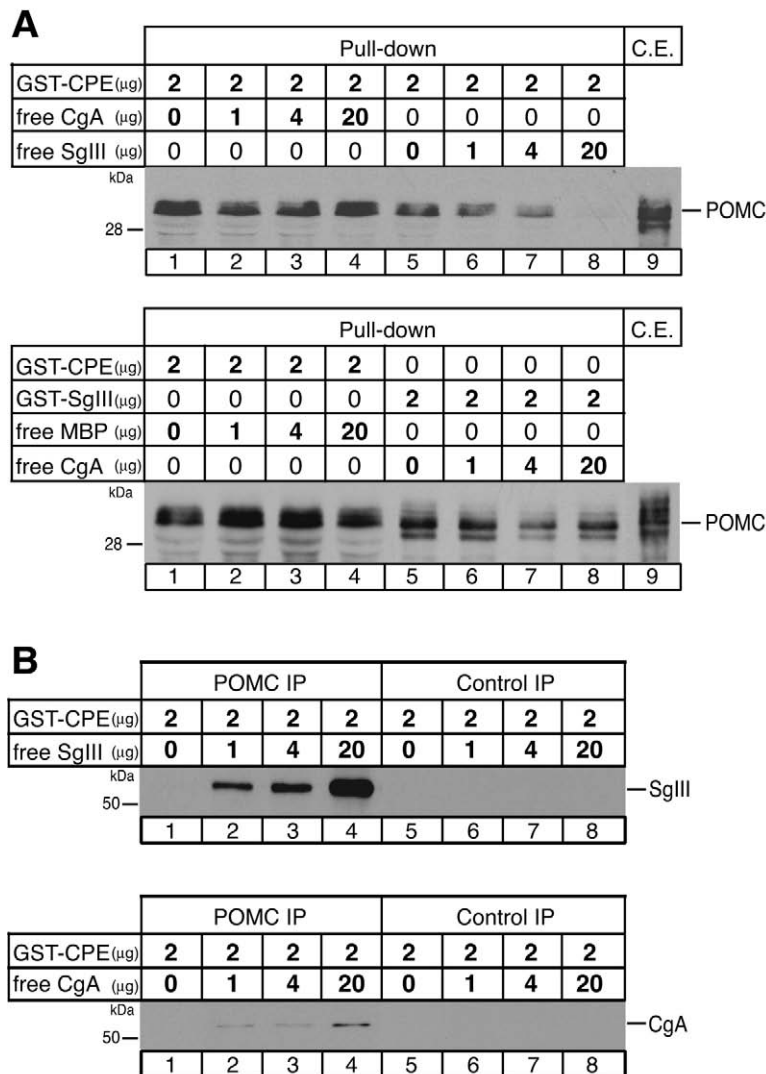 A
Pull-down C.E.
GST-CPE(μg) 2 2 2 2 2 2 2 2
free CgA (μg) 0 1 4 20 0 0 0 0
free SgIII (μg) 0 0 0 0 0 1 4 20
kDa
POMC
28
1 2 3 4 5 6 7 8 9
Pull-down C.E.
GST-CPE(μg) 2 2 2 2 0 0 0 0
GST-SgIII(μg) 0 0 0 0 2 2 2 2
free MBP (μg) 0 1 4 20 0 0 0 0
free CgA (μg) 0 0 0 0 0 1 4 20
kDa
POMC
28
1 2 3 4 5 6 7 8 9
B
POMC IP Control IP
GST-CPE(μg) 2 2 2 2 2 2 2 2
free SgIII (μg) 0 1 4 20 0 1 4 20
kDa
SgIII
50
1 2 3 4 5 6 7 8
POMC IP Control IP
GST-CPE(μg) 2 2 2 2 2 2 2 2
free CgA (μg) 0 1 4 20 0 1 4 20
kDa
CgA
50
1 2 3 4 5 6 7 8